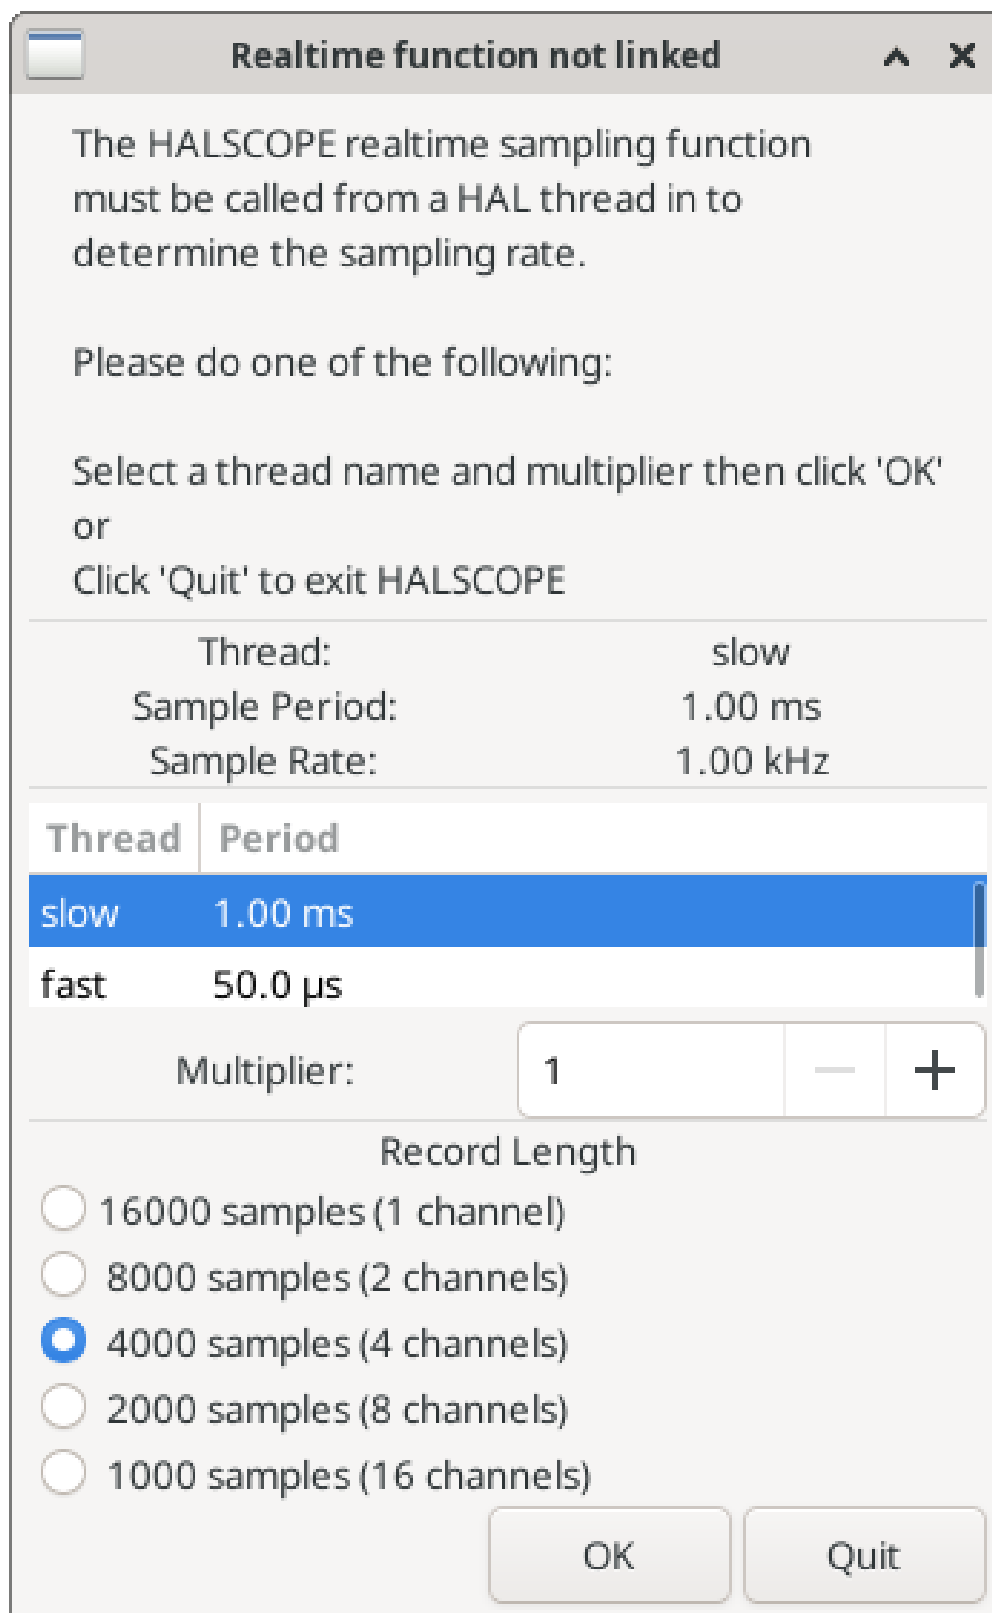 Realtime function not linked
The HALSCOPE realtime sampling function
must be called from a HAL thread in to
determine the sampling rate.
Please do one of the following:
Select a thread name and multiplier then click 'OK'
or
Click 'Quit' to exit HALSCOPE
Thread: slow
Sample Period: 1.00 ms
Sample Rate: 1.00 kHz
Thread Period
slow 1.00 ms
fast 50.0 µs
Multiplier: 1
Record Length
16000 samples (1 channel)
8000 samples (2 channels)
4000 samples (4 channels)
2000 samples (8 channels)
1000 samples (16 channels)
OK Quit